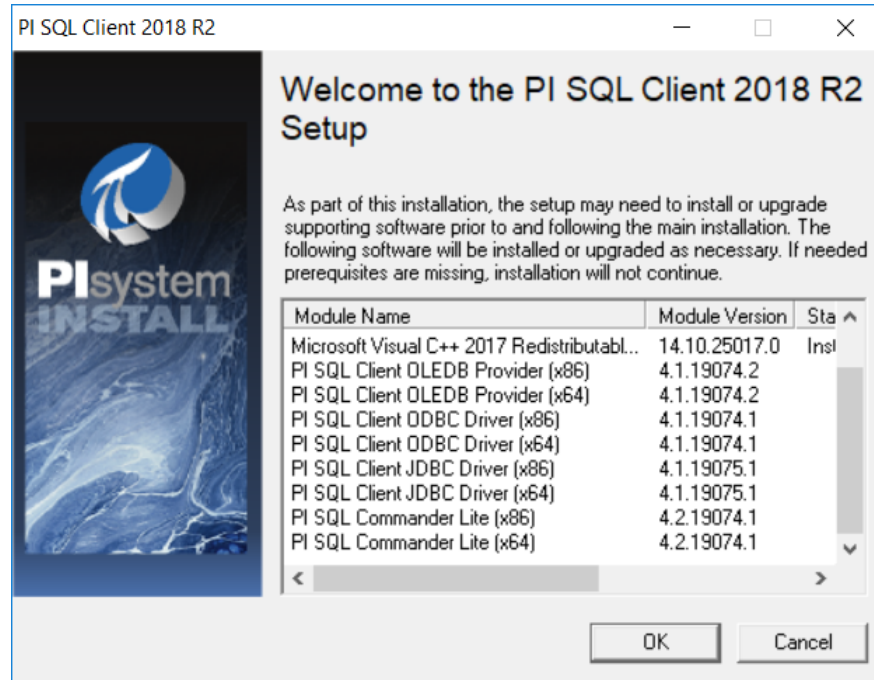 PI SQL Client 2018 R2
PIsystem
INSTALL
Welcome to the PI SQL Client 2018 R2
Setup
As part of this installation, the setup may need to install or upgrade
supporting software prior to and following the main installation. The
following software will be installed or upgraded as necessary. If needed
prerequisites are missing, installation will not continue.
Module Name Module Version Sta
Microsoft Visual C++ 2017 Redistributabl... 14.10.25017.0 Inst
PI SQL Client OLEDB Provider (x86) 4.1.19074.2
PI SQL Client OLEDB Provider (x64) 4.1.19074.2
PI SQL Client ODBC Driver (x86) 4.1.19074.1
PI SQL Client ODBC Driver (x64) 4.1.19074.1
PI SQL Client JDBC Driver (x86) 4.1.19075.1
PI SQL Client JDBC Driver (x64) 4.1.19075.1
PI SQL Commander Lite (x86) 4.2.19074.1
PI SQL Commander Lite (x64) 4.2.19074.1
OK Cancel